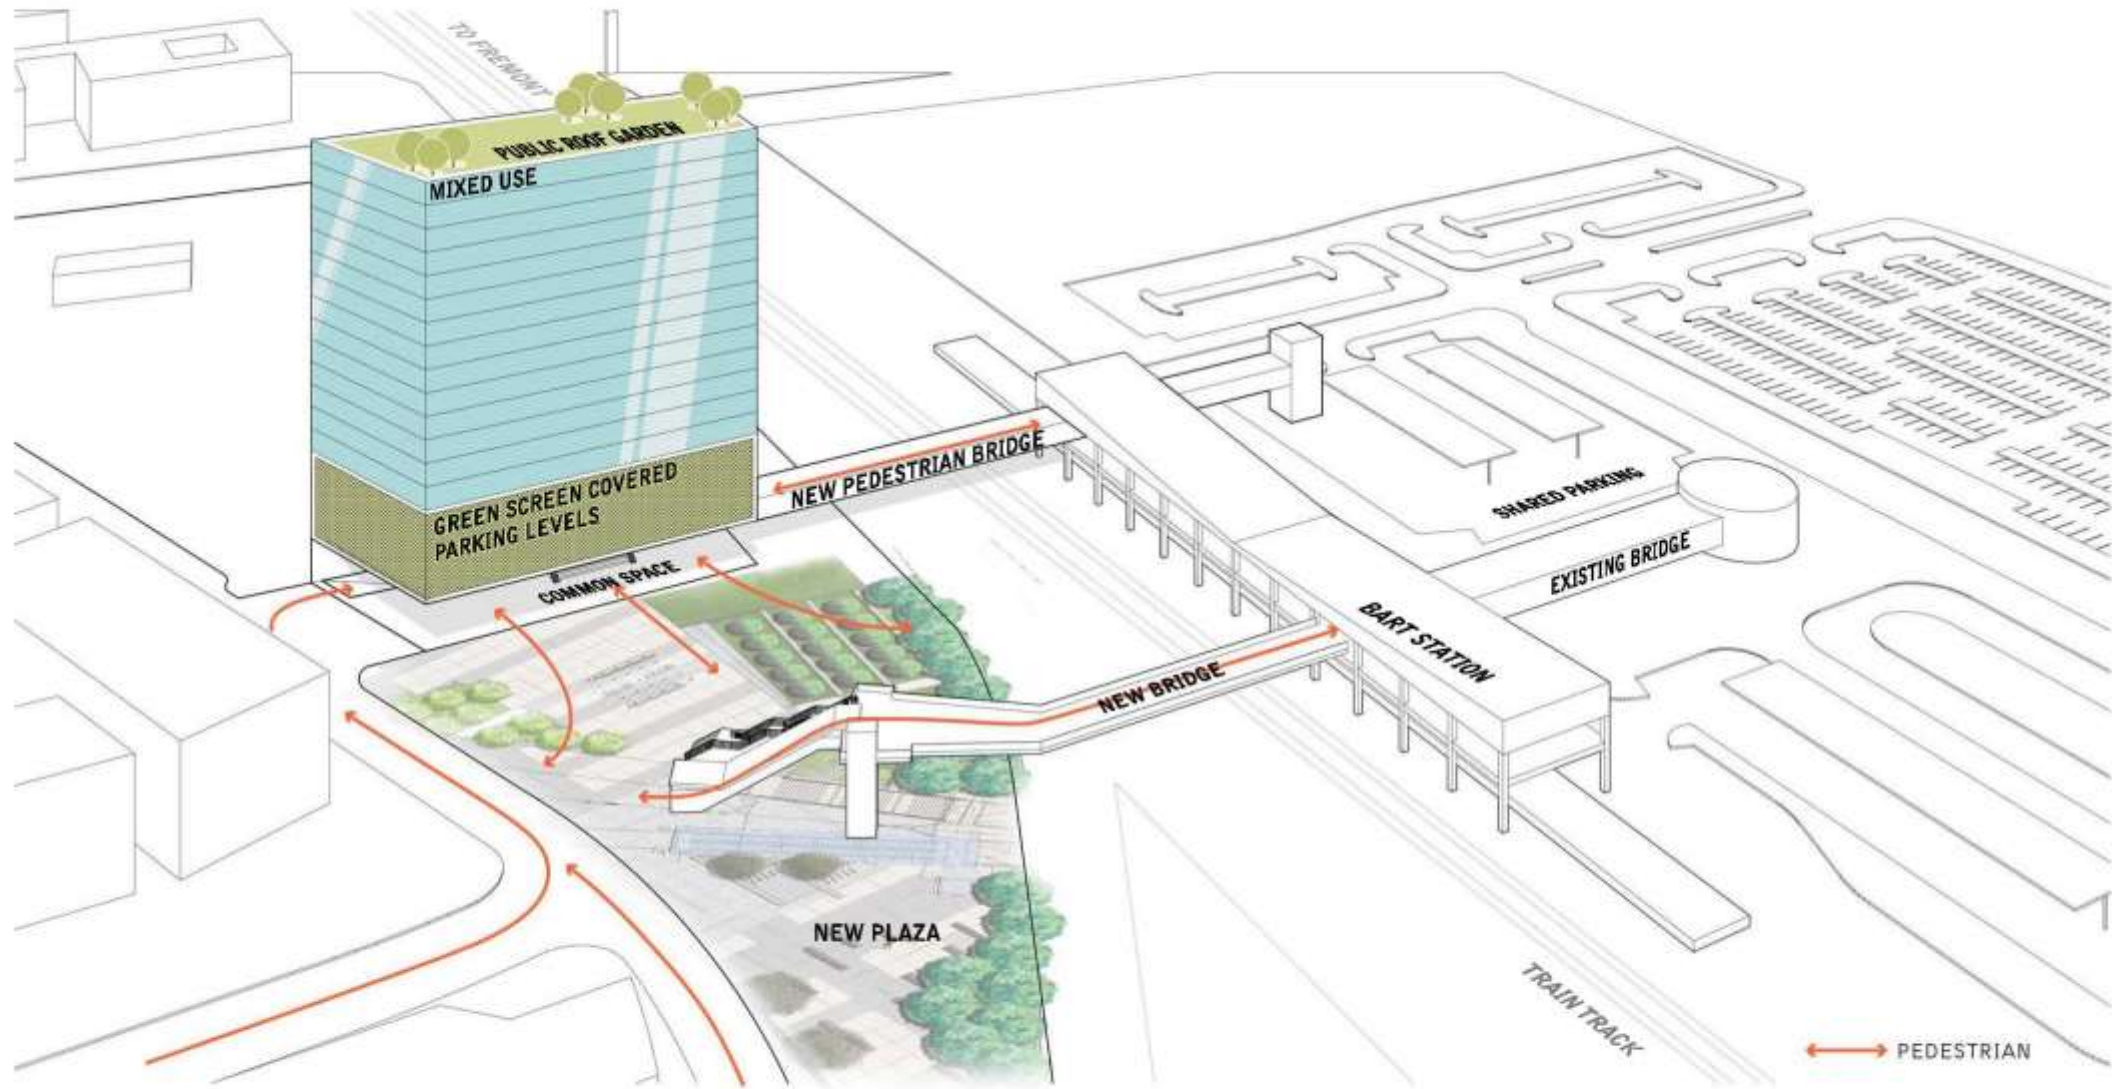 TO FREMONT
PUBLIC ROOF GARDEN
MIXED USE
GREEN SCREEN COVERED
PARKING LEVELS
COMMON SPACE
NEW PEDESTRIAN BRIDGE
SHARED PARKING
EXISTING BRIDGE
BART STATION
NEW BRIDGE
NEW PLAZA
TRAIN TRACK
PEDESTRIAN